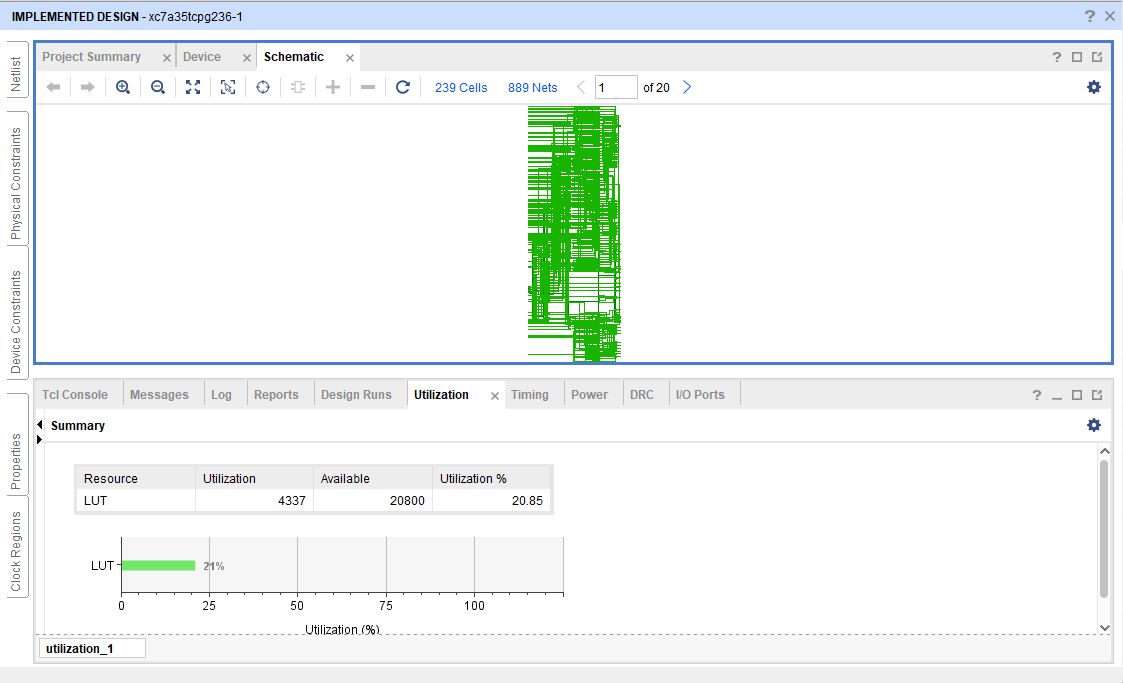 IMPLEMENTED DESIGN - xc7a35tcpg236-1
Netlist
Physical Constraints
Device Constraints
Properties
Clock Regions
Project Summary Device Schematic
239 Cells 889 Nets 1 of 20
Tcl Console Messages Log Reports Design Runs Utilization Timing Power DRC I/O Ports
Summary
Resource Utilization Available Utilization %
LUT 4337 20800 20.85
LUT 21%
0 25 50 75 100
Utilization (%)
utilization_1